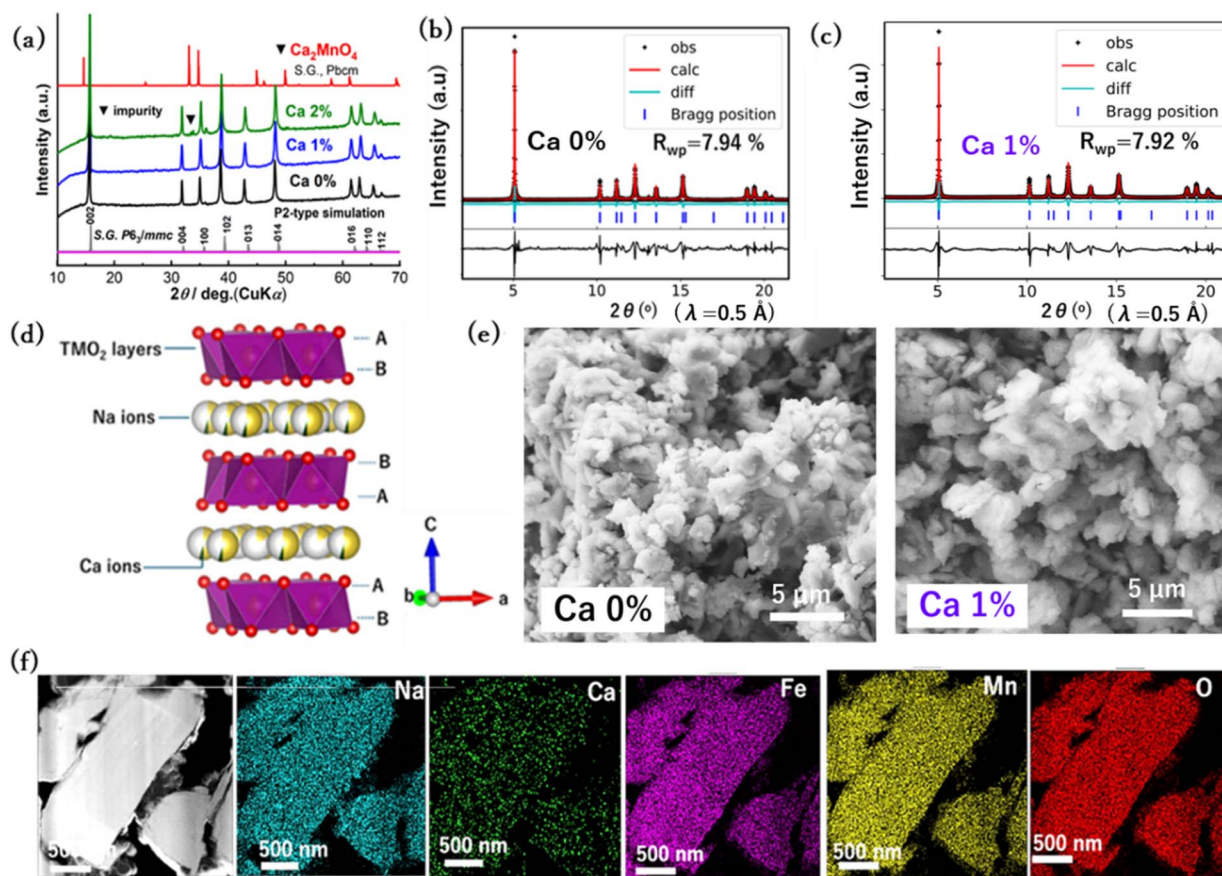 (a)
Intensity (a.u.)
▼ Ca₂MnO₄
S.G., Pbcm
▼ impurity
Ca 2%
Ca 1%
Ca 0%
P2-type simulation
S.G. P6₃/mmc
002
004
100
102
013
014
016
110
112
10 20 30 40 50 60 70
2θ/ deg.(CuKα)
(b)
Intensity (a.u)
obs
calc
diff
Bragg position
Ca 0%
Rwp=7.94 %
5 10 15 20
2θ (°) (λ=0.5 Å)
(c)
Intensity (a.u)
obs
calc
diff
Bragg position
Ca 1%
Rwp=7.92 %
5 10 15 20
2θ (°) (λ=0.5 Å)
(d)
TMO₂ layers
A
B
Na ions
B
A
Ca ions
A
B
C
b
a
(e)
Ca 0%
5 μm
Ca 1%
5 μm
(f)
500 nm
Na
500 nm
Ca
500 nm
Fe
500 nm
Mn
500 nm
O
500 nm